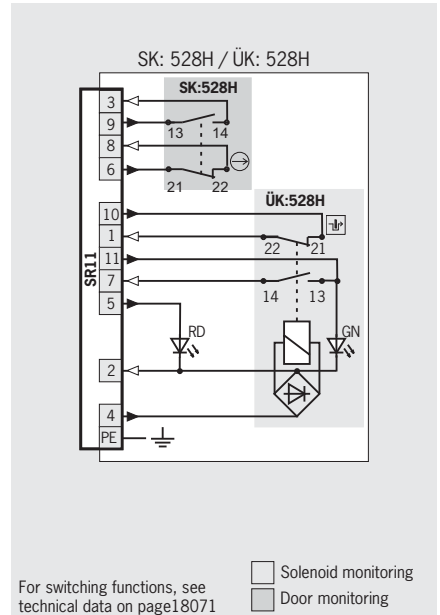 SK: 528H / ÜK: 528H
SK:528H
3
9
13 14
8
6
21 22
ÜK:528H
10
1
22 21
11
7
14 13
5
RD
GN
2
4
PE
SR11
Solenoid monitoring
For switching functions, see
technical data on page18071
Door monitoring